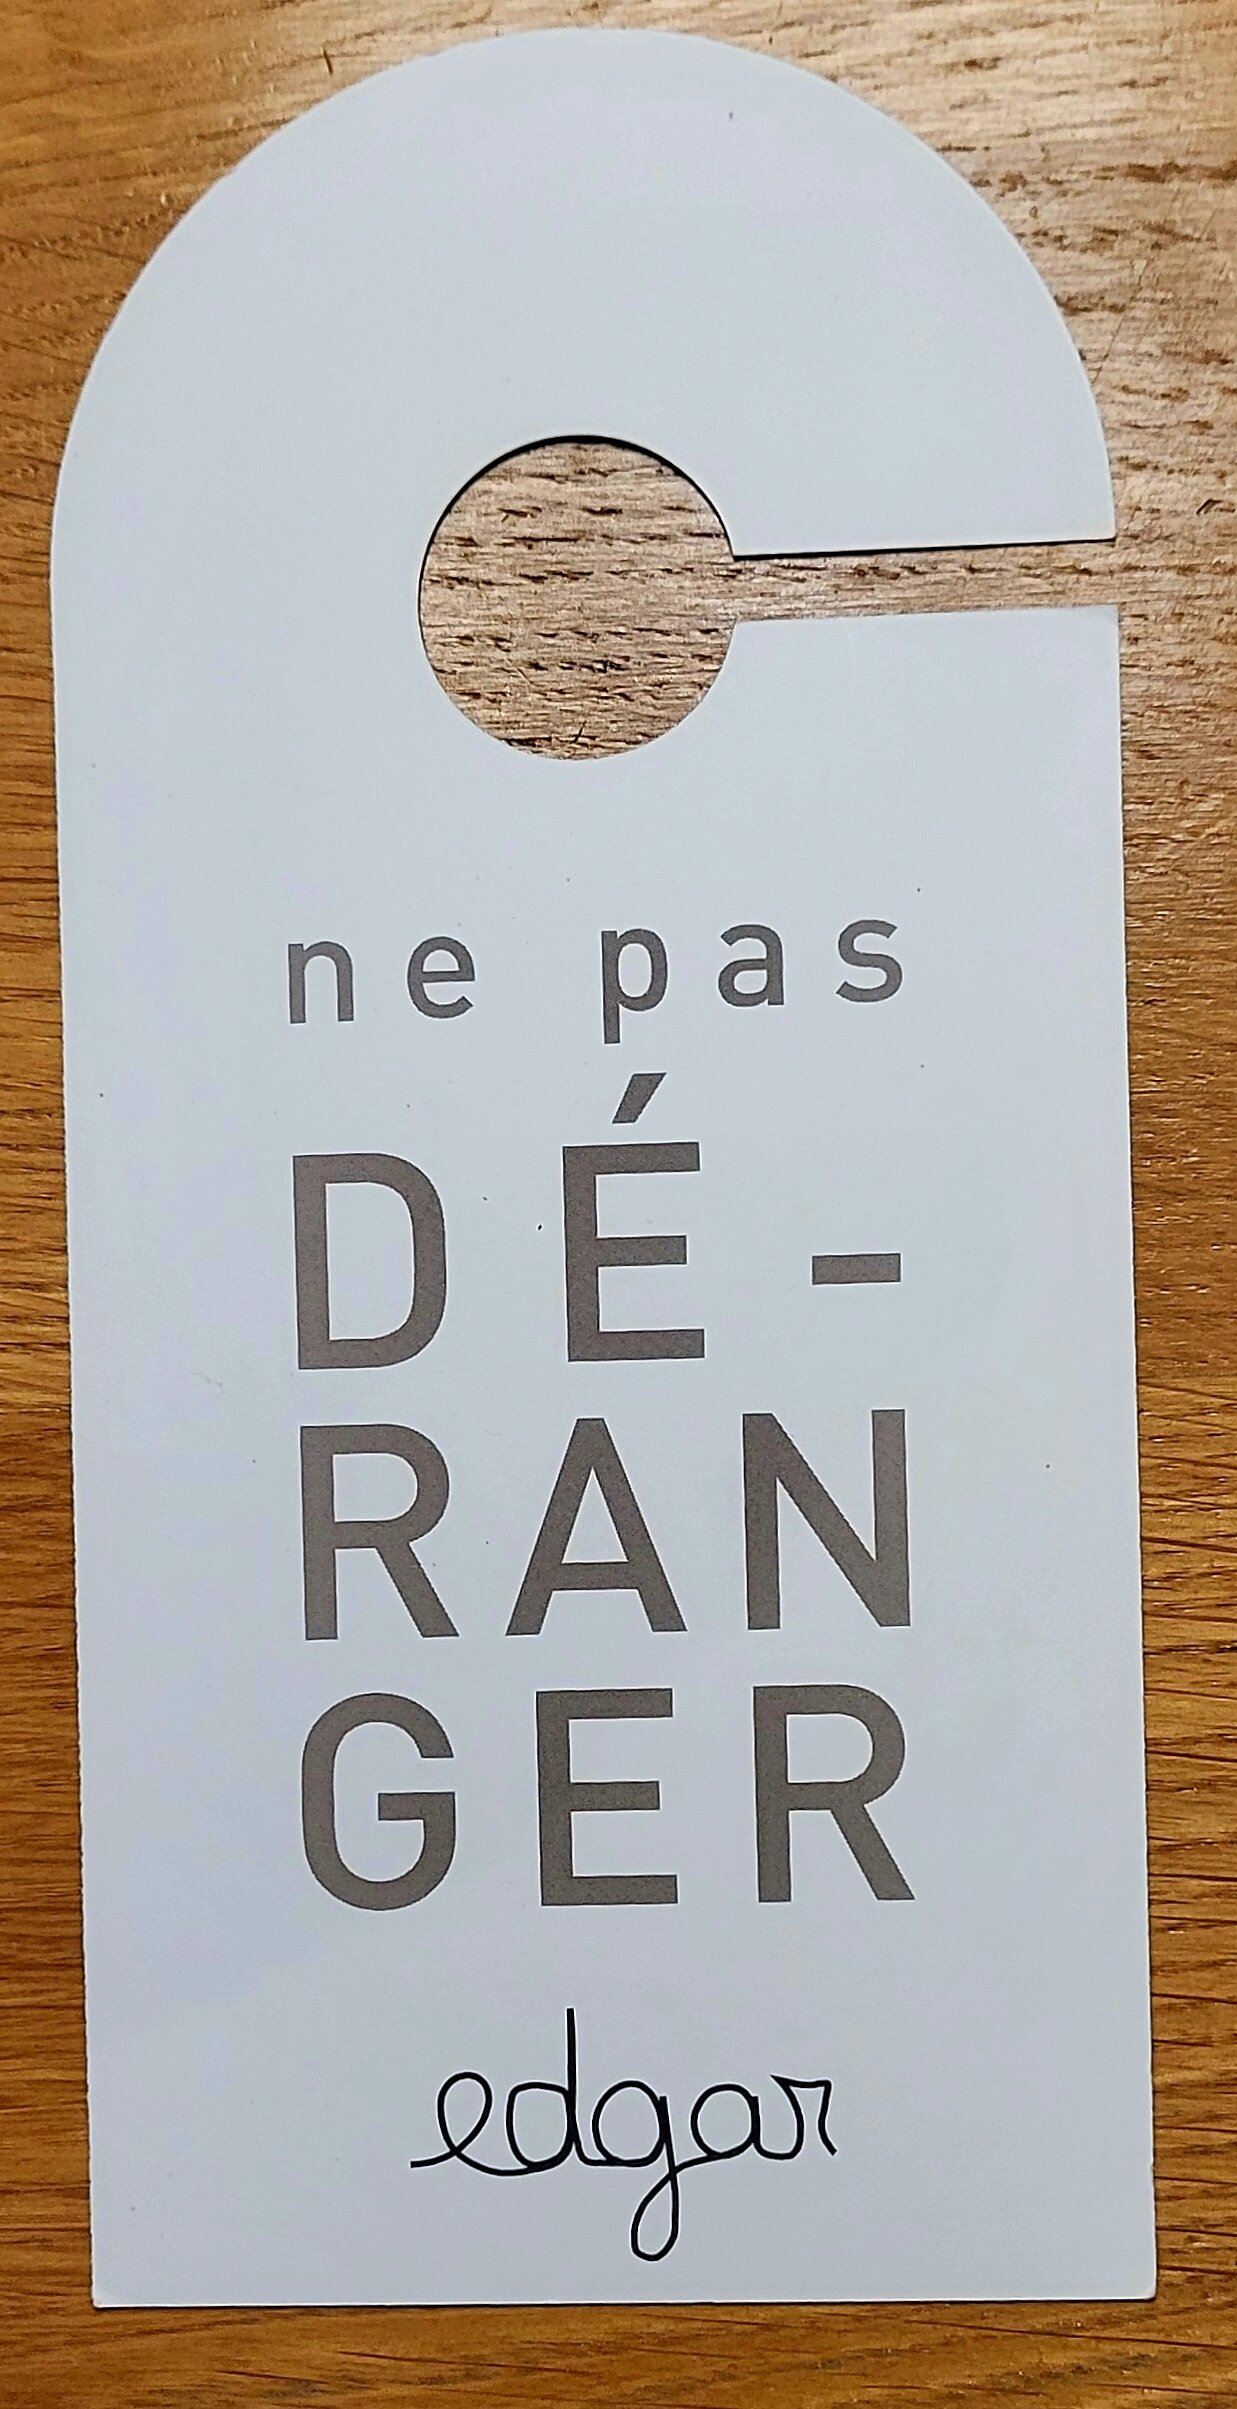 ne pas
DÉ-
RAN
GER
edgar